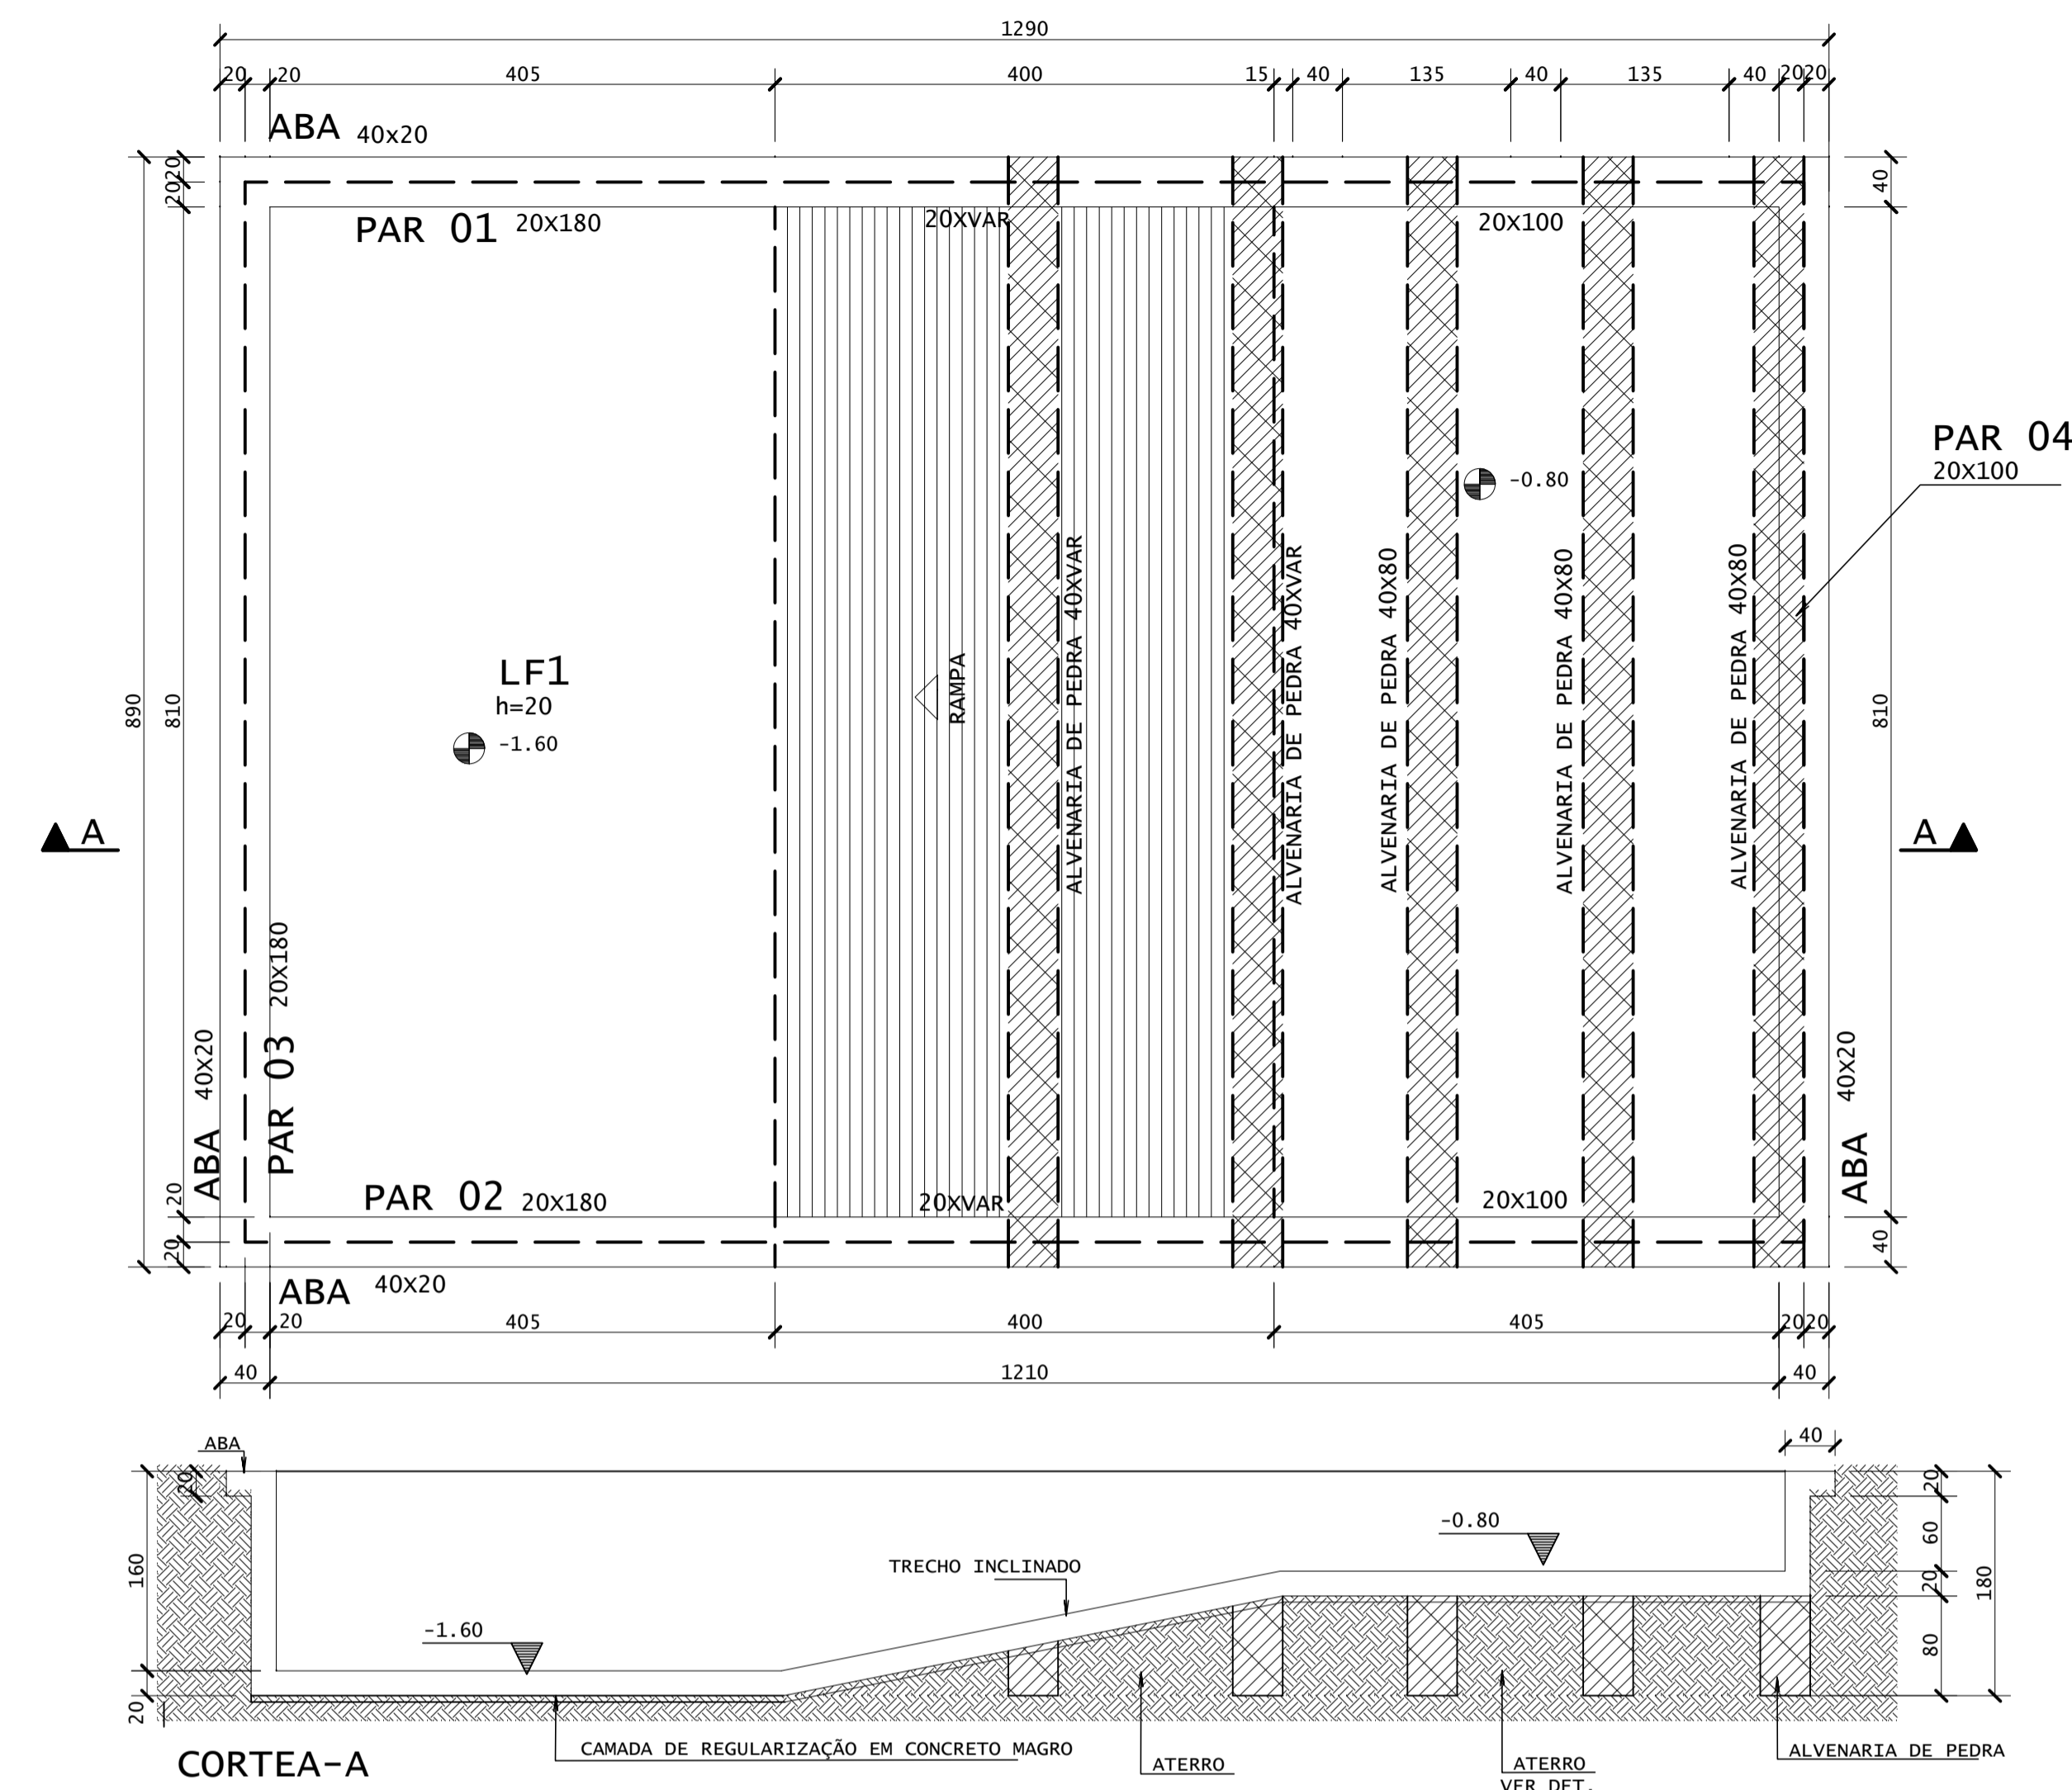 1290
20 20 405 400 15 40 135 40 135 40 20 20
ABA 40x20
20 20
40
PAR 01 20X180
20XVAR
20X100
PAR 04
20X100
-0.80
ALVENARIA DE PEDRA 40XVAR
ALVENARIA DE PEDRA 40XVAR
ALVENARIA DE PEDRA 40X80
ALVENARIA DE PEDRA 40X80
ALVENARIA DE PEDRA 40X80
RAMPA
LF1
h=20
-1.60
890
810
810
A
A
PAR 03 20X180
ABA 40X20
ABA 40X20
PAR 02 20X180
20XVAR
20X100
20
20
40
ABA 40X20
20 20 405 400 405 20 20
40 1210 40
ABA
40
20
20
-0.80
60
TRECHO INCLINADO
160
20
180
-1.60
80
20
CAMADA DE REGULARIZAÇÃO EM CONCRETO MAGRO
ALVENARIA DE PEDRA
ATERRO
ATERRO
VER DET.
CORTEA-A